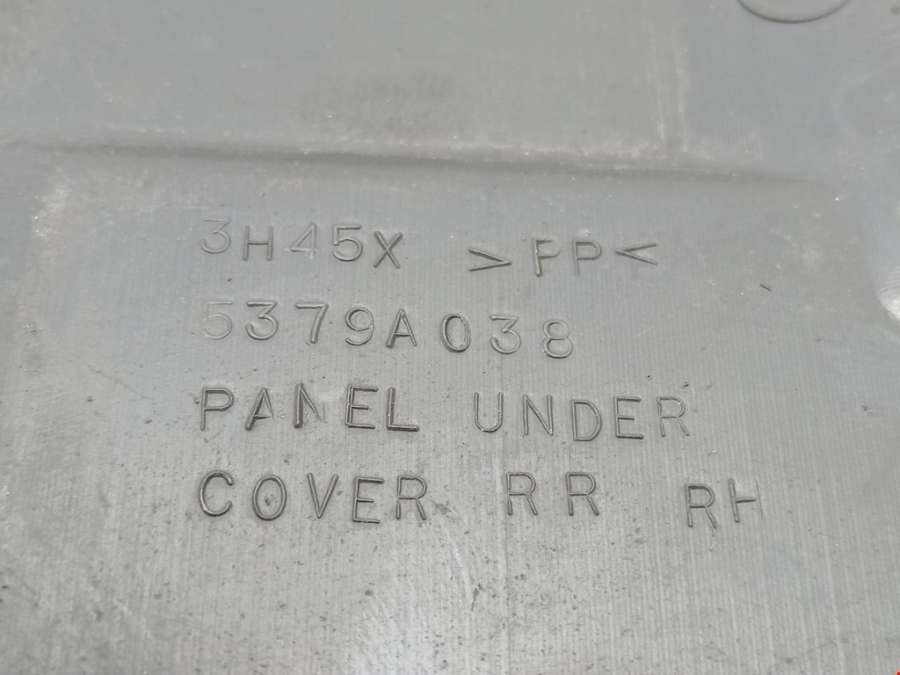 3H45X >PP<
5379A038
PANEL UNDER
COVER RR RH